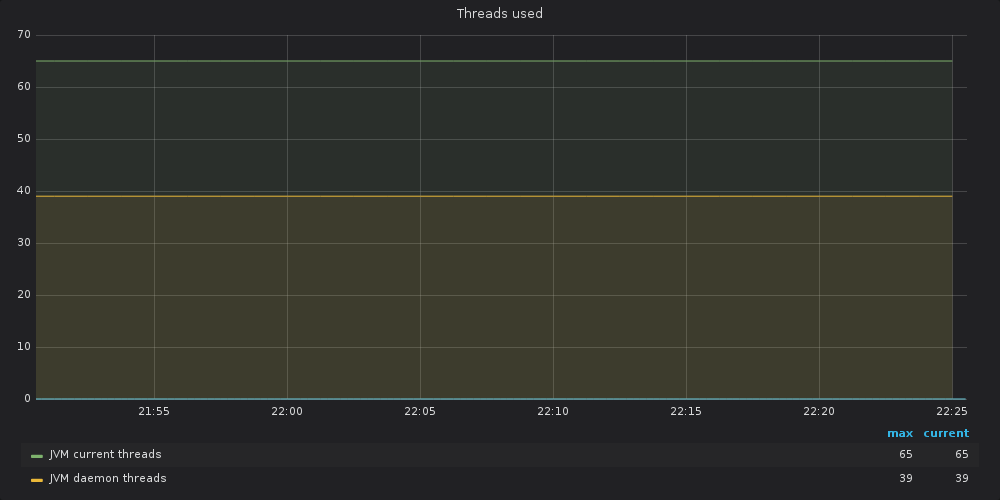 Threads used
70
60
50
40
30
20
10
0
21:55 22:00 22:05 22:10 22:15 22:20 22:25
max current
JVM current threads 65 65
JVM daemon threads 39 39